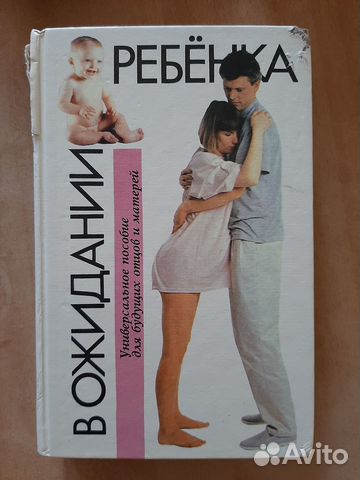 В ОЖИДАНИИ
РЕБЁНКА
Универсальное пособие
для будущих отцов и матерей
Avito